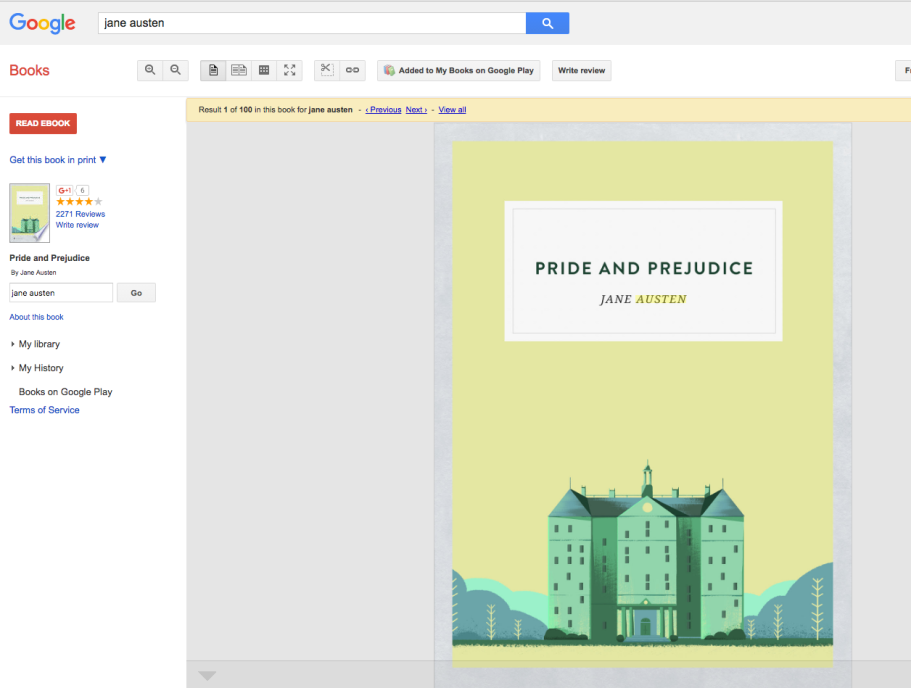 Google
jane austen
Books
Added to My Books on Google Play
Write review
Result 1 of 100 in this book for jane austen - ‹ Previous Next › - View all
READ EBOOK
Get this book in print ▼
G+1 6
2271 Reviews
Write review
Pride and Prejudice
By Jane Austen
jane austen
Go
About this book
My library
My History
Books on Google Play
Terms of Service
PRIDE AND PREJUDICE
JANE AUSTEN